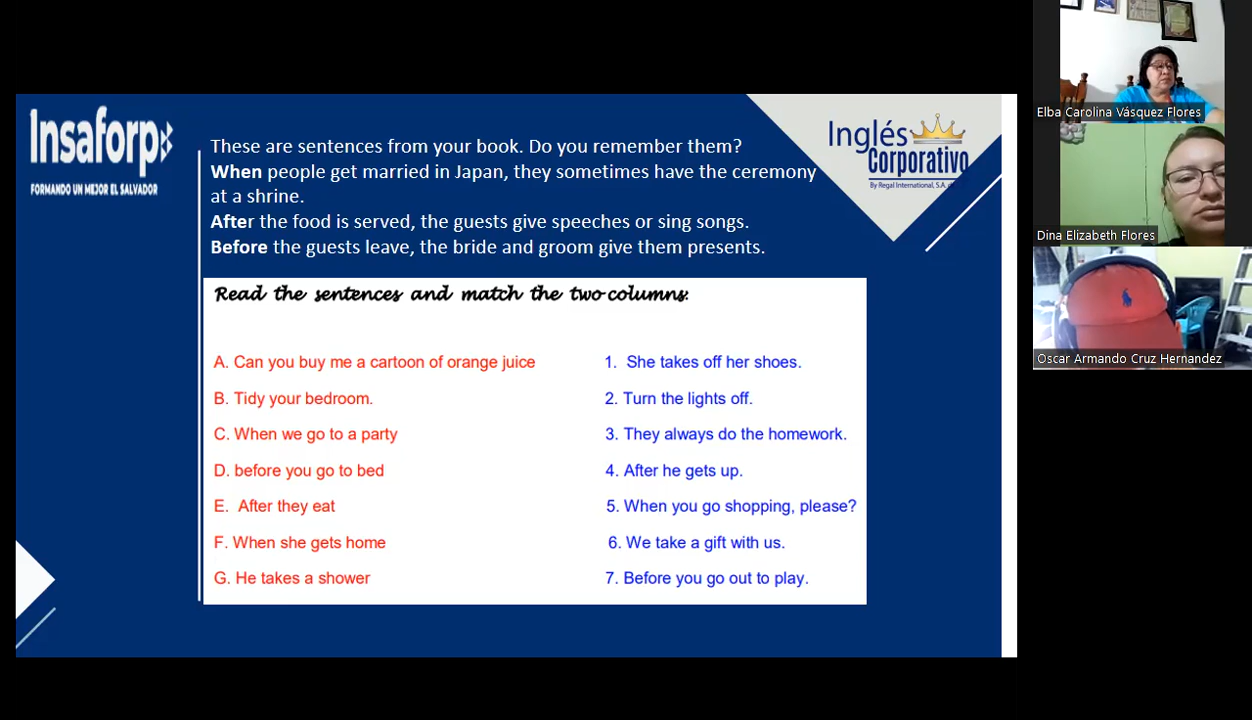 Insaforp
FORMANDO UN MEJOR EL SALVADOR
Inglés
Corporativo
By Regal International, S.A. de
These are sentences from your book. Do you remember them?
When people get married in Japan, they sometimes have the ceremony
at a shrine.
After the food is served, the guests give speeches or sing songs.
Before the guests leave, the bride and groom give them presents.
Read the sentences and match the two columns:
A. Can you buy me a cartoon of orange juice
1. She takes off her shoes.
B. Tidy your bedroom.
2. Turn the lights off.
C. When we go to a party
3. They always do the homework.
D. before you go to bed
4. After he gets up.
E. After they eat
5. When you go shopping, please?
F. When she gets home
6. We take a gift with us.
G. He takes a shower
7. Before you go out to play.
Elba Carolina Vásquez Flores
Dina Elizabeth Flores
Oscar Armando Cruz Hernandez